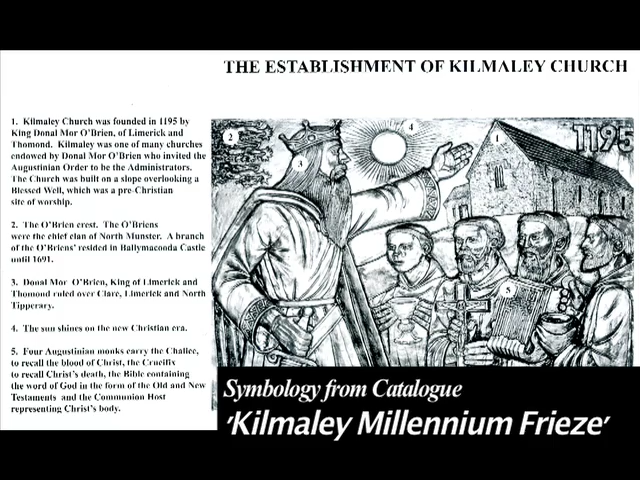 THE ESTABLISHMENT OF KILMALEY CHURCH
1. Kilmaley Church was founded in 1195 by
King Donal Mor O'Brien, of Limerick and
Thomond. Kilmaley was one of many churches
endowed by Donal Mor O'Brien who invited the
Augustinian Order to be the Administrators.
The Church was built on a slope overlooking a
Blessed Well, which was a pre-Christian
site of worship.
2. The O'Brien crest. The O'Briens
were the chief clan of North Munster. A branch
of the O'Briens' resided in Ballymacooda Castle
until 1691.
3. Donal Mor O'Brien, King of Limerick and
Thomond ruled over Clare, Limerick and North
Tipperary.
4. The sun shines on the new Christian era.
5. Four Augustinian monks carry the Chalice,
to recall the blood of Christ, the Crucifix
to recall Christ's death, the Bible containing
the word of God in the form of the Old and New
Testaments and the Communion Host
representing Christ's body.
2
3
4
1
1195
5
Symbology from Catalogue
'Kilmaley Millennium Frieze'